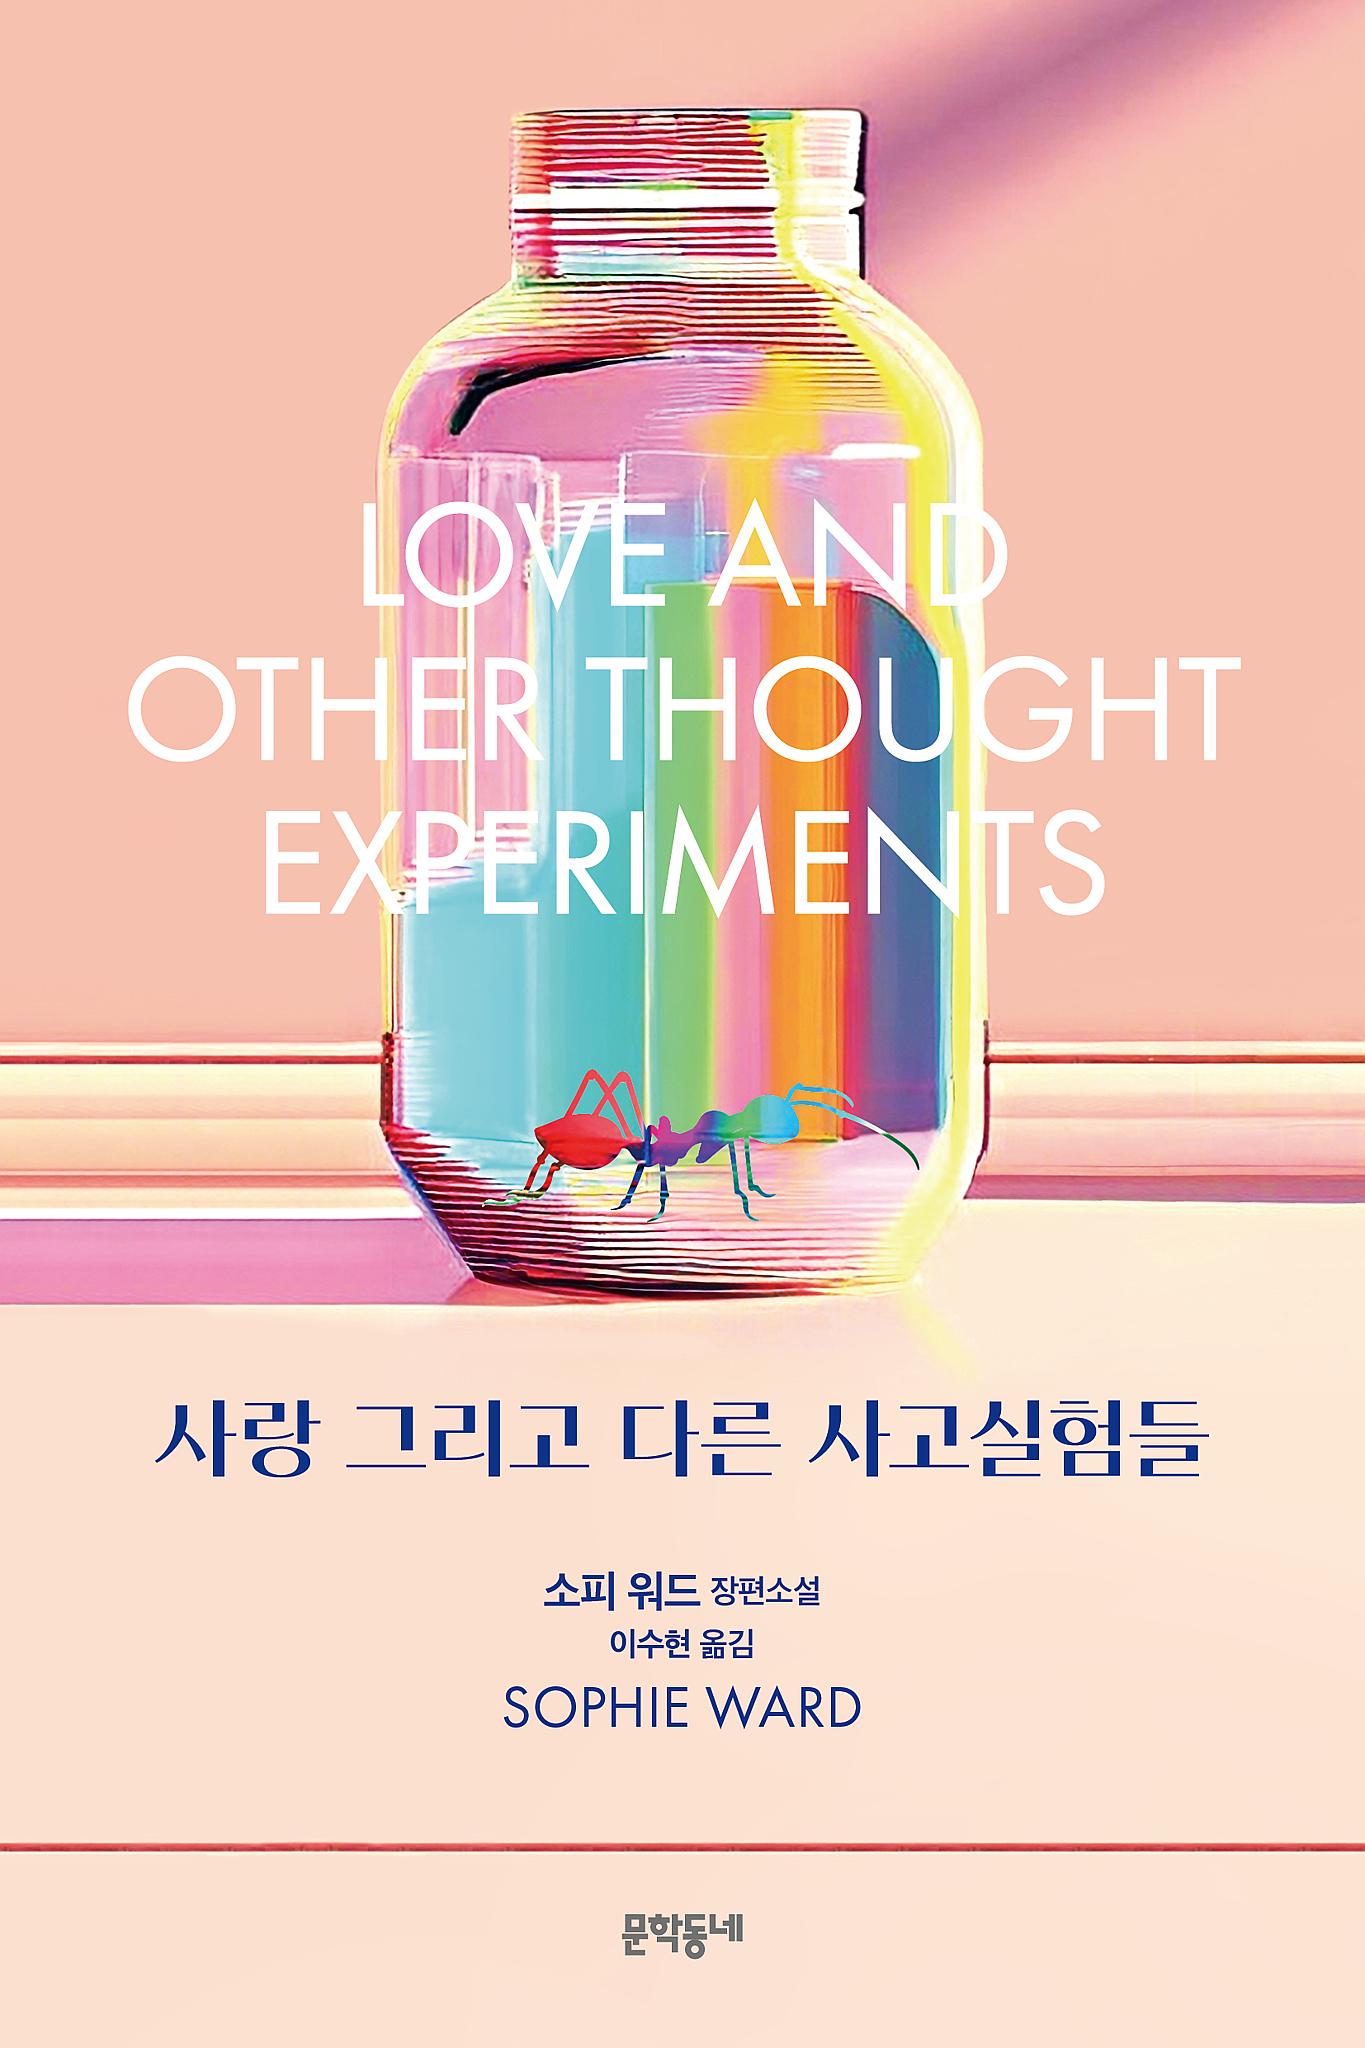 LOVE AND
OTHER THOUGHT
EXPERIMENTS
사랑 그리고 다른 사고실험들
소피 워드 장편소설
이수현 옮김
SOPHIE WARD
문학동네